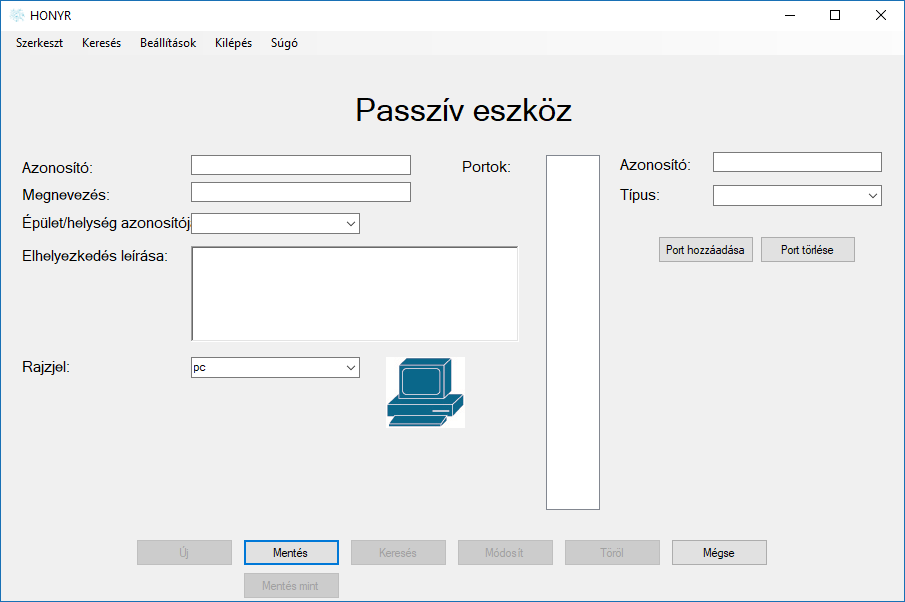 HONYR
Szerkeszt Keresés Beállítások Kilépés Súgó
Passzív eszköz
Azonosító:
Megnevezés:
Épület/helység azonosítój
Elhelyezkedés leírása:
Rajzjel:
pc
Portok:
Azonosító:
Típus:
Port hozzáadása Port törlése
Új Mentés Keresés Módosít Töröl Mégse
Mentés mint